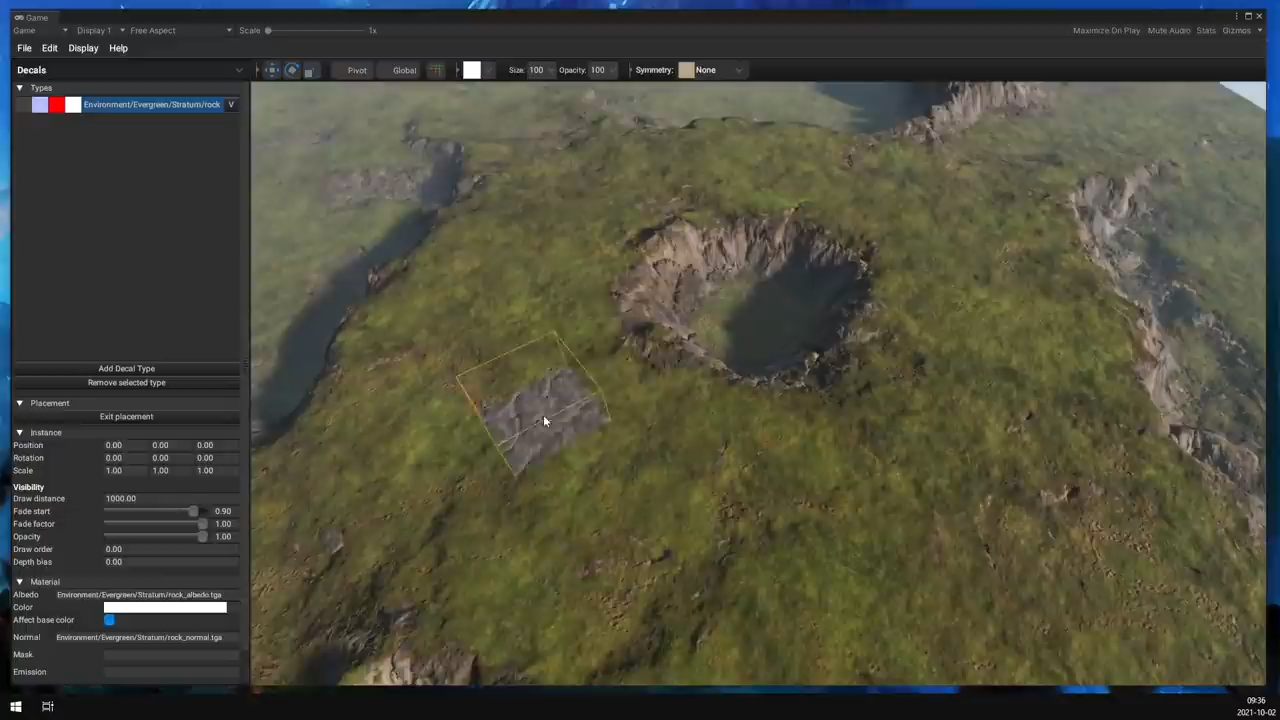 Game
Game Display 1 Free Aspect Scale 1x Maximize On Play Mute Audio Stats Gizmos
File Edit Display Help
Decals Pivot Global Size: 100 Opacity: 100 Symmetry: None
Types
Environment/Evergreen/Stratum/rock V
Add Decal Type
Remove selected type
Placement
Exit placement
Instance
Position 0.00 0.00 0.00
Rotation 0.00 0.00 0.00
Scale 1.00 1.00 1.00
Visibility
Draw distance 1000.00
Fade start 0.90
Fade factor 1.00
Opacity 1.00
Draw order 0.00
Depth bias 0.00
Material
Albedo Environment/Evergreen/Stratum/rock_albedo.tga
Color
Affect base color
Normal Environment/Evergreen/Stratum/rock_normal.tga
Mask
Emission
09:36
2021-10-02